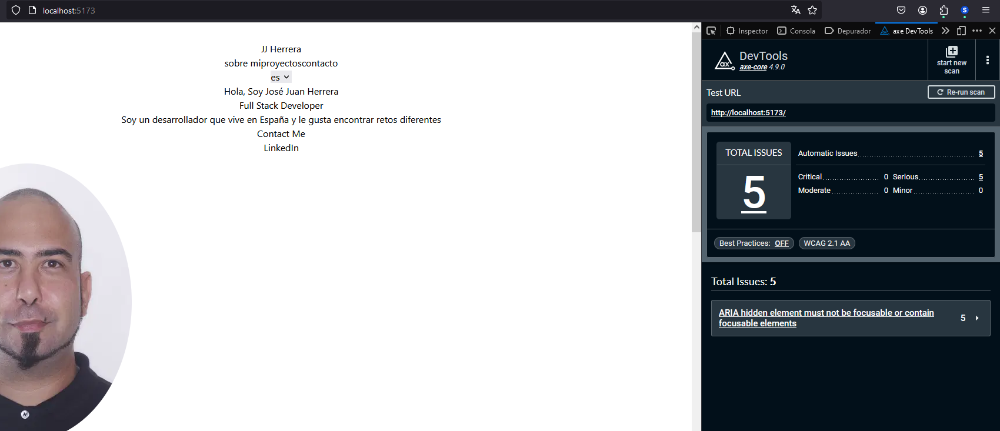 localhost:5173
Inspector
Consola
Depurador
axe DevTools
JJ Herrera
sobre miproyectoscontacto
es
Hola, Soy José Juan Herrera
Full Stack Developer
Soy un desarrollador que vive en España y le gusta encontrar retos diferentes
Contact Me
LinkedIn
ax
DevTools
axe-core 4.9.0
start new
scan
Test URL
Re-run scan
http://localhost:5173/
TOTAL ISSUES
5
Automatic Issues 5
Critical 0 Serious 5
Moderate 0 Minor 0
Best Practices: OFF WCAG 2.1 AA
Total Issues: 5
ARIA hidden element must not be focusable or contain
focusable elements
5
S